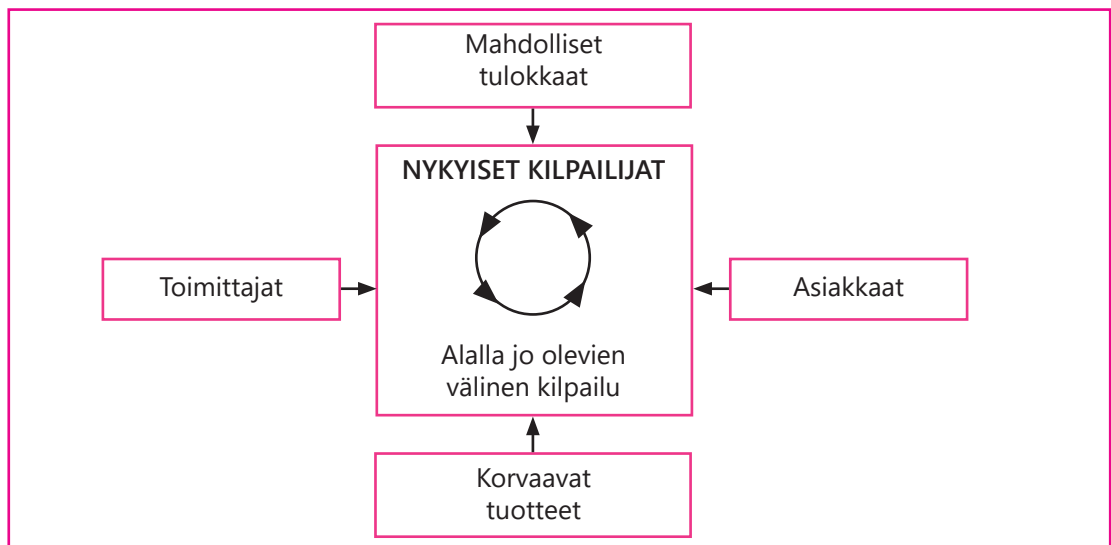 Mahdolliset
tulokkaat
NYKYISET KILPAILIJAT
Toimittajat
Asiakkaat
Alalla jo olevien
välinen kilpailu
Korvaavat
tuotteet